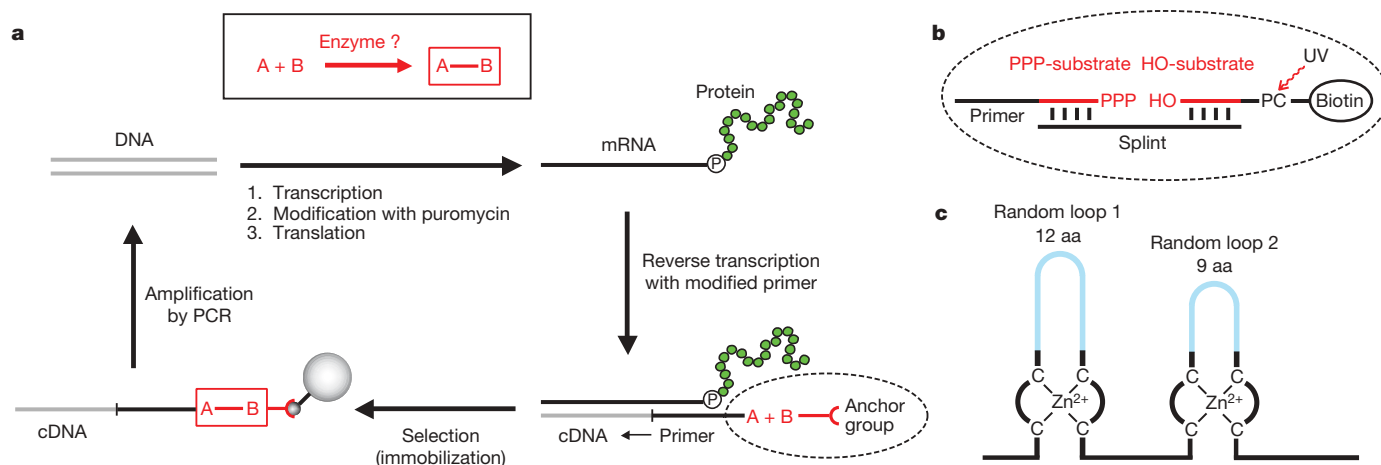 a
Enzyme ?
A + B
A—B
DNA
1. Transcription
2. Modification with puromycin
3. Translation
mRNA
Protein
P
Reverse transcription
with modified primer
P
A + B
Anchor
group
cDNA
Primer
Selection
(immobilization)
A—B
cDNA
Amplification
by PCR
b
PPP-substrate HO-substrate
UV
PPP HO
PC
Biotin
Primer
Splint
c
Random loop 1
12 aa
Random loop 2
9 aa
C C
Zn2+
C C
C C
Zn2+
C C